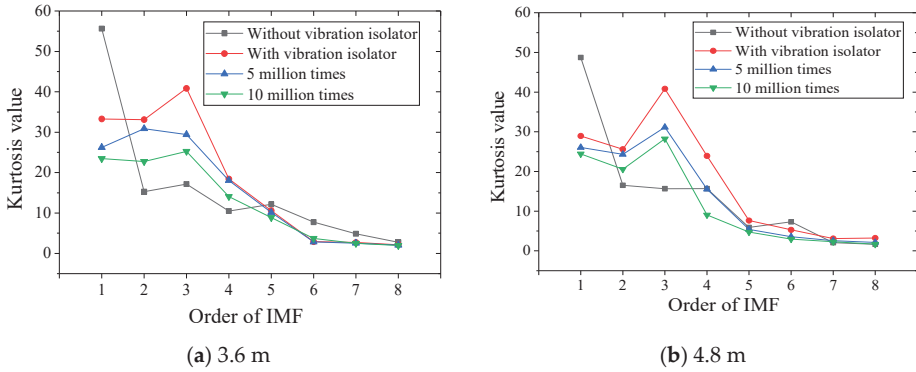 60
50
40
30
20
10
0
Kurtosis value
Without vibration isolator
With vibration isolator
5 million times
10 million times
1 2 3 4 5 6 7 8
Order of IMF
(a) 3.6 m
60
50
40
30
20
10
0
Kurtosis value
Without vibration isolator
With vibration isolator
5 million times
10 million times
1 2 3 4 5 6 7 8
Order of IMF
(b) 4.8 m